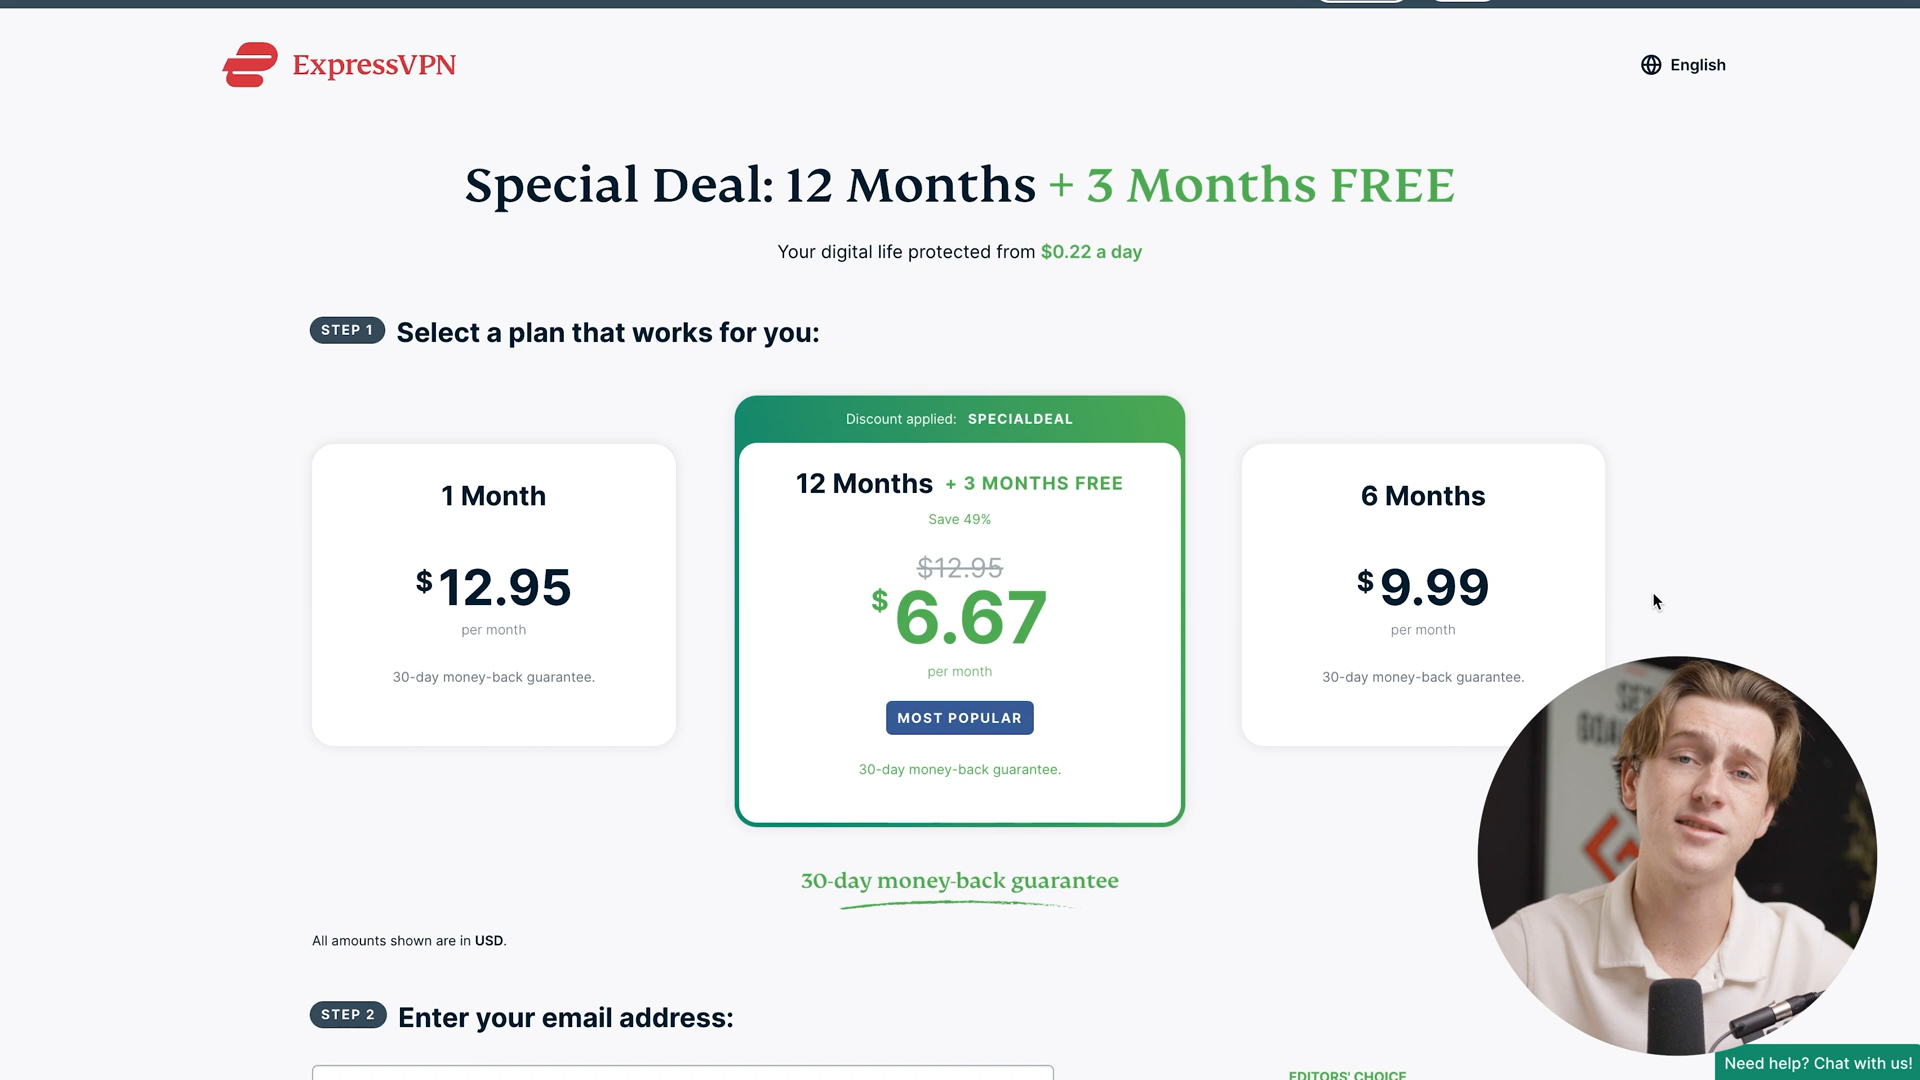 ExpressVPN
English
Special Deal: 12 Months + 3 Months FREE
Your digital life protected from $0.22 a day
STEP 1 Select a plan that works for you:
Discount applied: SPECIALDEAL
1 Month
$12.95
per month
30-day money-back guarantee.
12 Months + 3 MONTHS FREE
Save 49%
$12.95
$6.67
per month
MOST POPULAR
30-day money-back guarantee.
6 Months
$9.99
per month
30-day money-back guarantee.
30-day money-back guarantee
All amounts shown are in USD.
STEP 2 Enter your email address:
EDITORS' CHOICE
Need help? Chat with us!